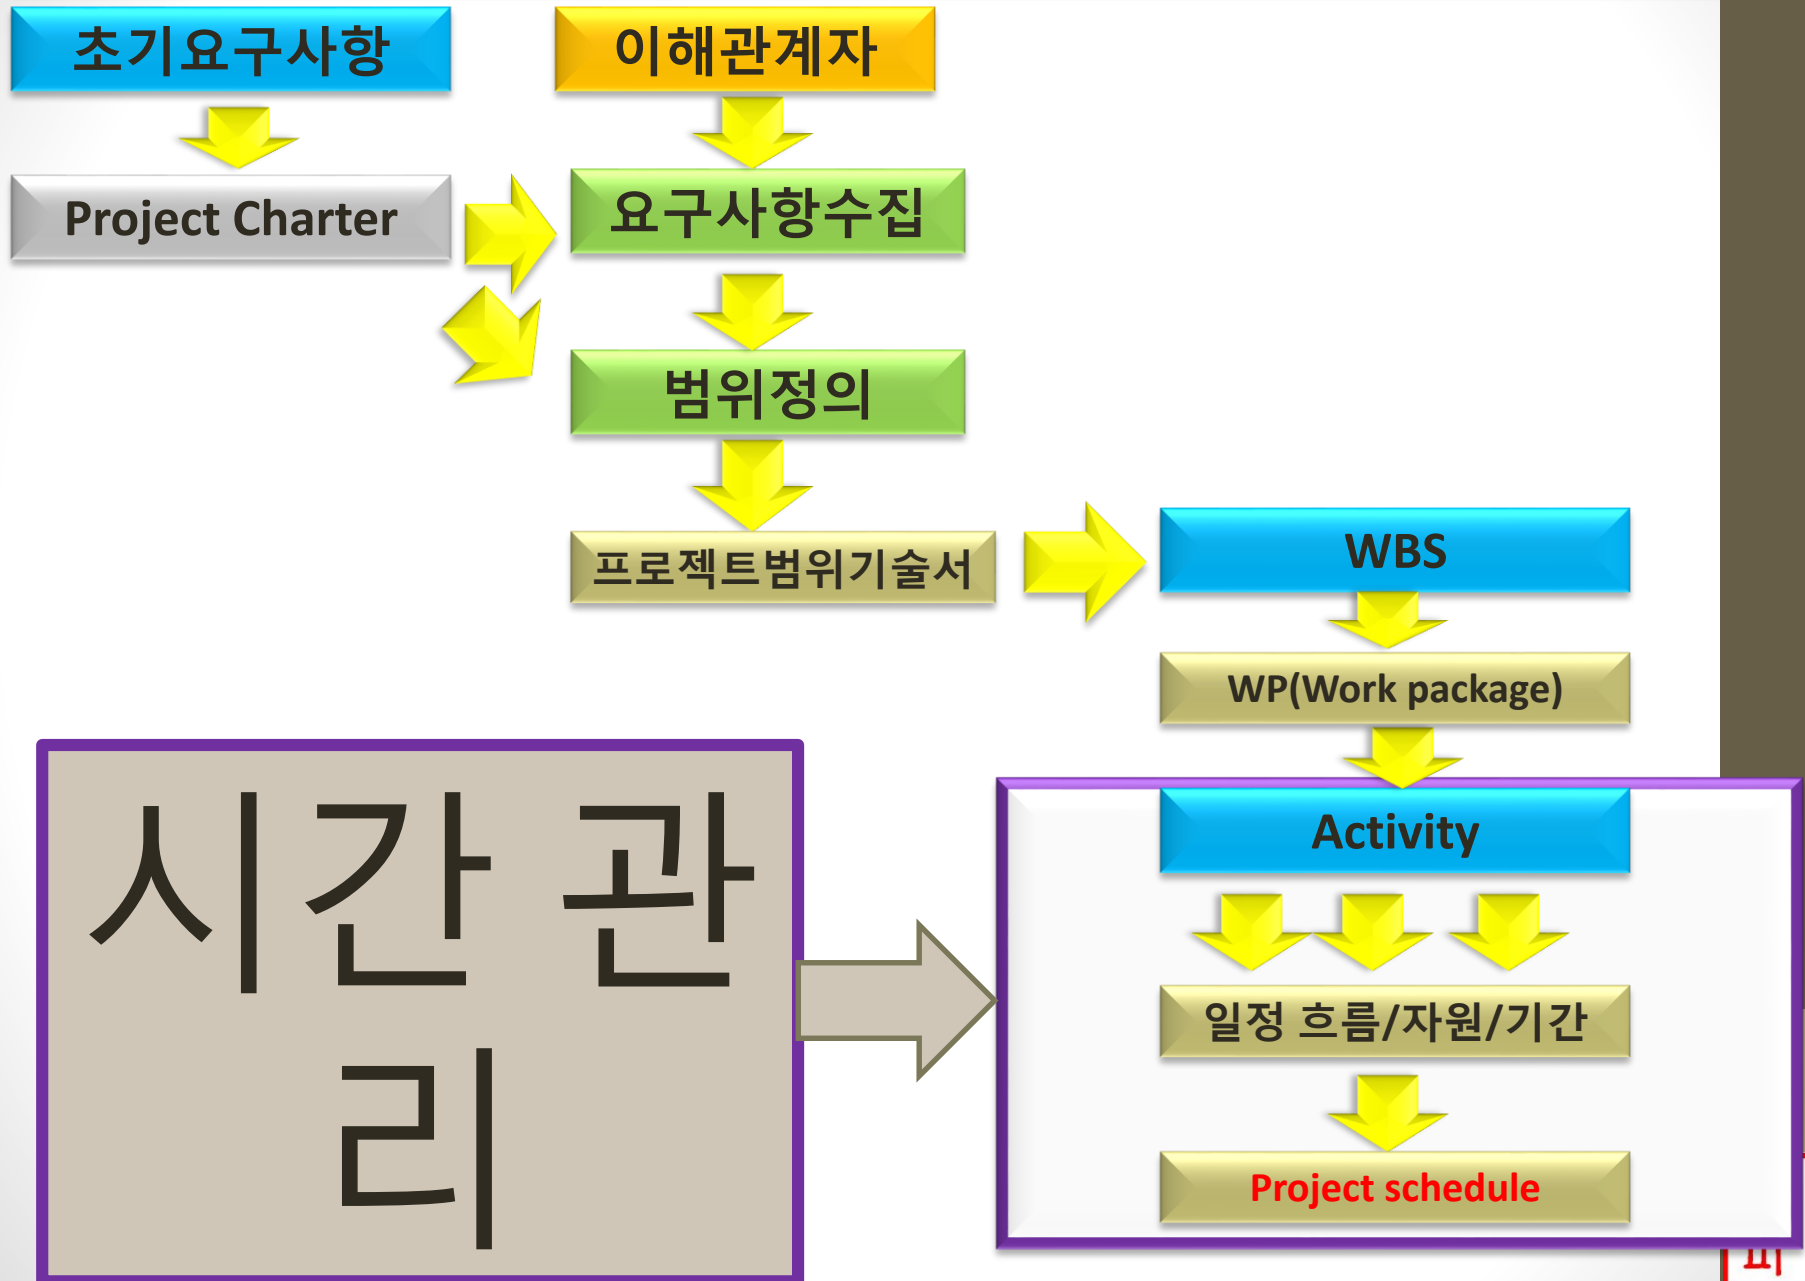 초기요구사항
이해관계자
Project Charter
요구사항수집
범위정의
프로젝트범위기술서
WBS
WP(Work package)
Activity
일정 흐름/자원/기간
Project schedule
시간 관
리